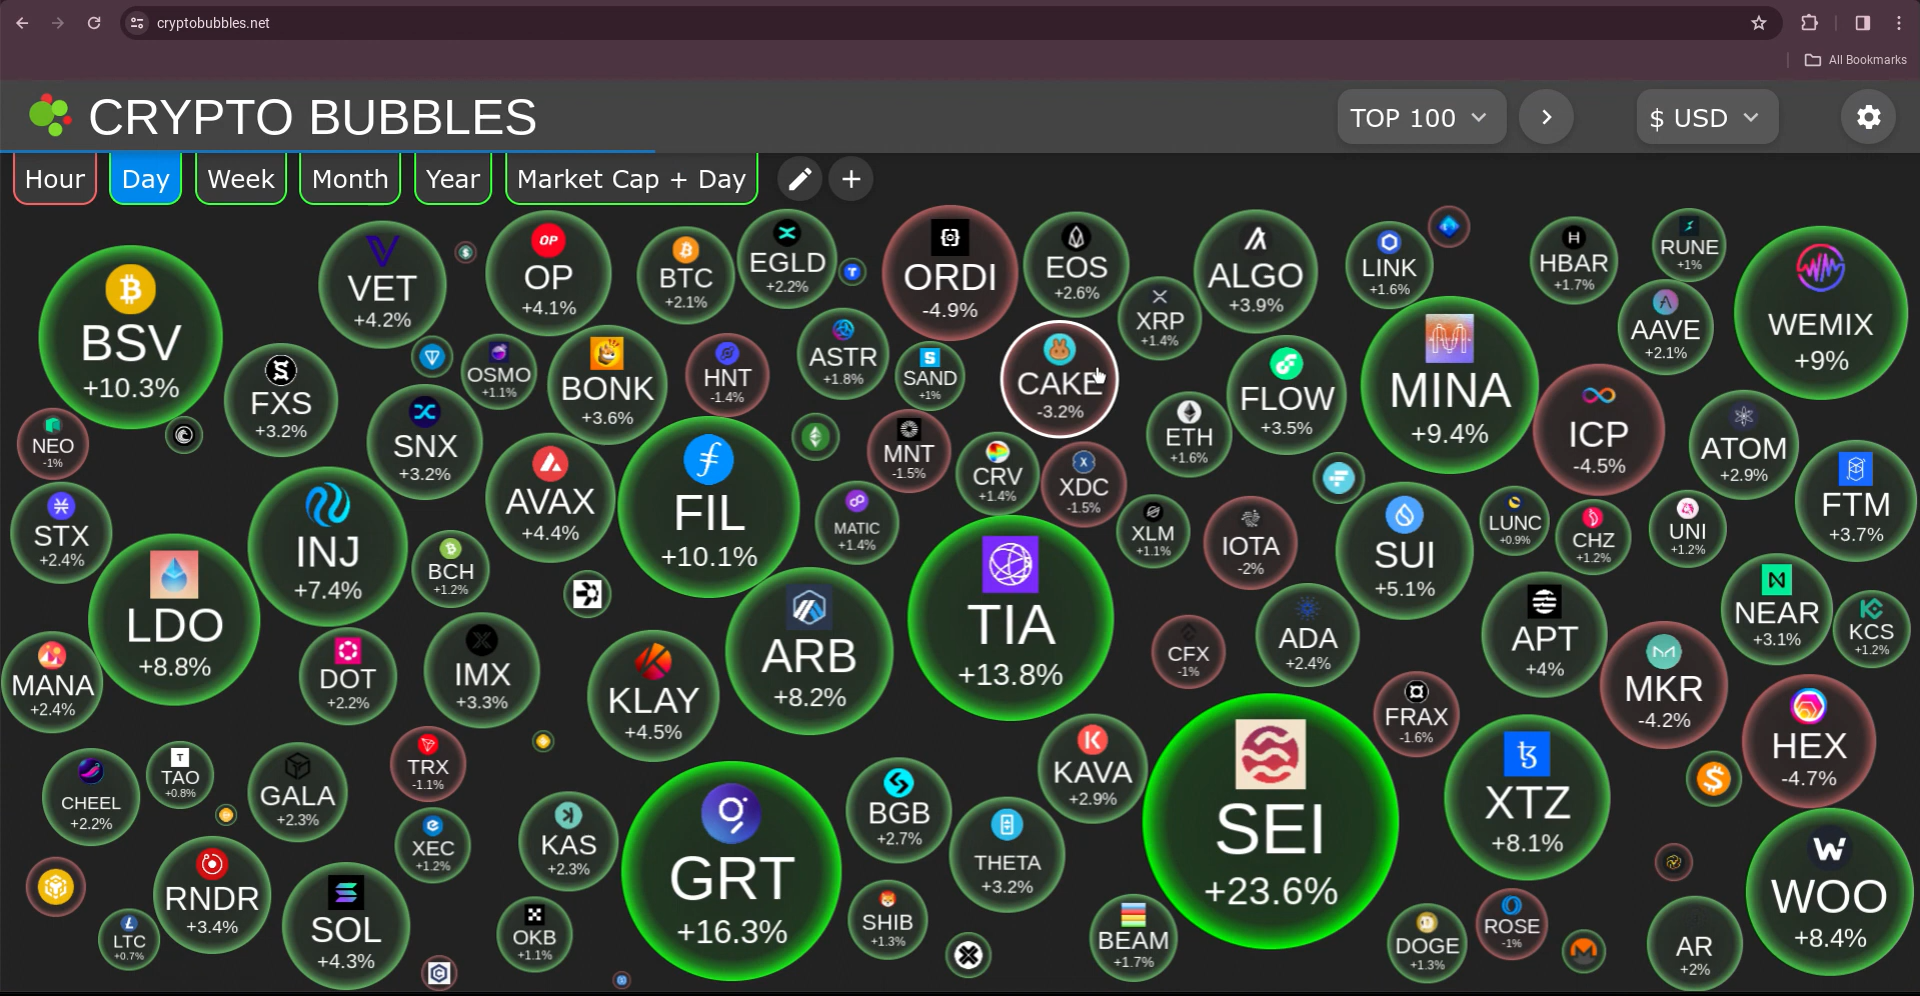 cryptobubbles.net
All Bookmarks
CRYPTO BUBBLES
TOP 100
$ USD
Hour
Day
Week
Month
Year
Market Cap + Day
BSV
+10.3%
VET
+4.2%
OP
+4.1%
BTC
+2.1%
EGLD
+2.2%
ORDI
-4.9%
EOS
+2.6%
XRP
+1.4%
ALGO
+3.9%
LINK
+1.6%
HBAR
+1.7%
RUNE
+1%
AAVE
+2.1%
WEMIX
+9%
FXS
+3.2%
OSMO
+1.1%
BONK
+3.6%
HNT
-1.4%
ASTR
+1.8%
SAND
+1%
CAKE
-3.2%
FLOW
+3.5%
MINA
+9.4%
ICP
-4.5%
ATOM
+2.9%
NEO
-1%
SNX
+3.2%
MNT
-1.5%
CRV
+1.4%
XDC
-1.5%
ETH
+1.6%
STX
+2.4%
INJ
+7.4%
AVAX
+4.4%
FIL
+10.1%
MATIC
+1.4%
XLM
+1.1%
IOTA
-2%
SUI
+5.1%
LUNC
+0.9%
CHZ
+1.2%
UNI
+1.2%
FTM
+3.7%
LDO
+8.8%
BCH
+1.2%
ARB
+8.2%
TIA
+13.8%
CFX
-1%
ADA
+2.4%
APT
+4%
NEAR
+3.1%
KCS
+1.2%
MANA
+2.4%
DOT
+2.2%
IMX
+3.3%
KLAY
+4.5%
FRAX
-1.6%
MKR
-4.2%
HEX
-4.7%
CHEEL
+2.2%
TAO
+0.8%
GALA
+2.3%
TRX
-1.1%
KAVA
+2.9%
XEC
+1.2%
KAS
+2.3%
GRT
+16.3%
BGB
+2.7%
THETA
+3.2%
SEI
+23.6%
XTZ
+8.1%
WOO
+8.4%
RNDR
+3.4%
LTC
+0.7%
SOL
+4.3%
OKB
+1.1%
SHIB
+1.3%
BEAM
+1.7%
DOGE
+1.3%
ROSE
-1%
AR
+2%